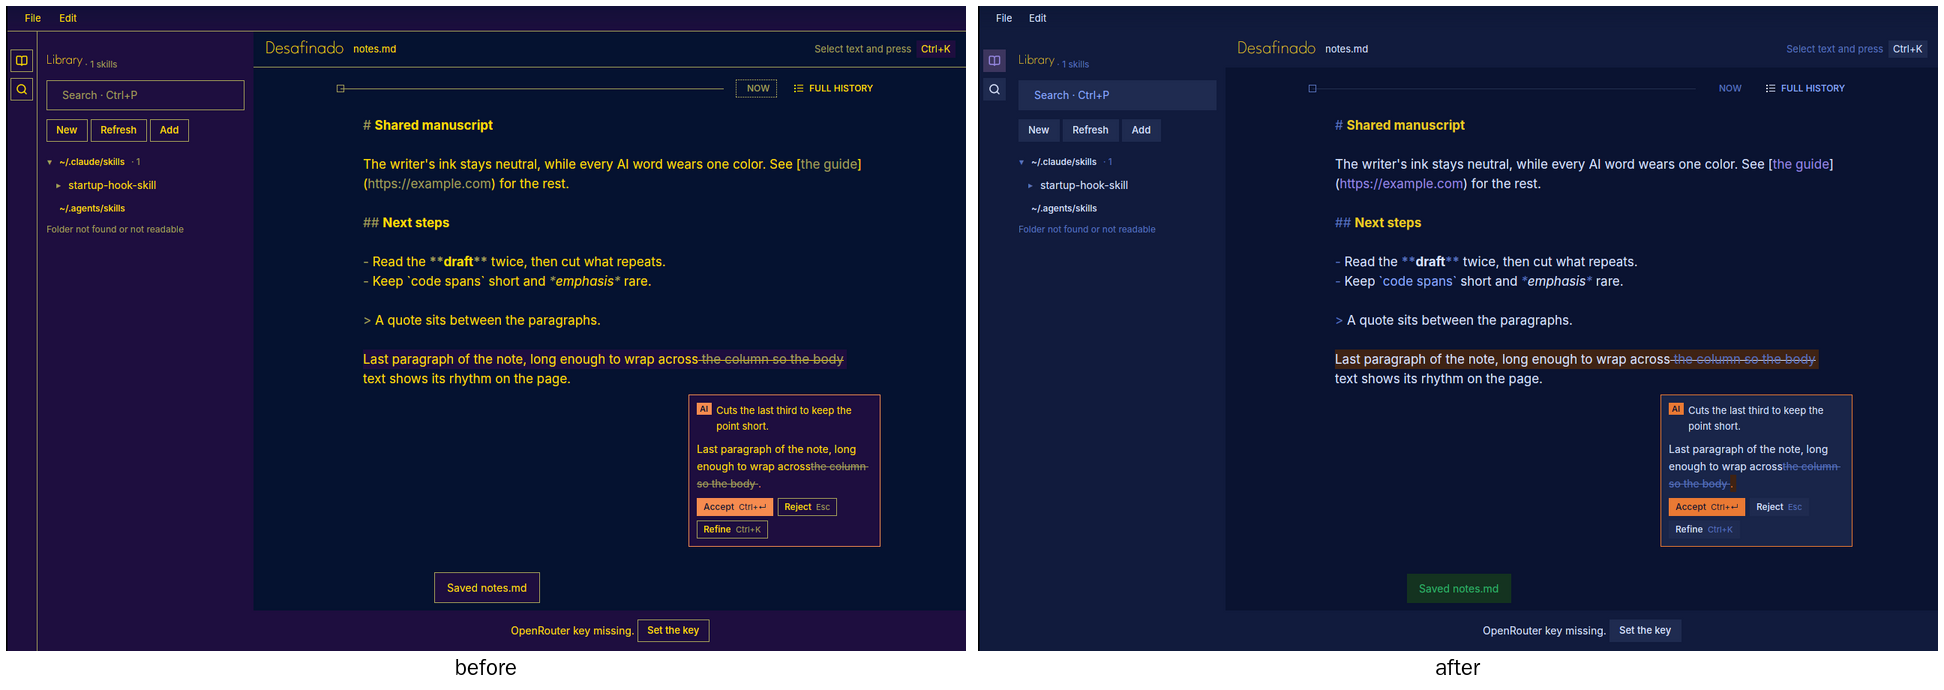 File Edit
Desafinado notes.md
Select text and press Ctrl+K
Library · 1 skills
Search · Ctrl+P
New Refresh Add
▾ ~/.claude/skills · 1
▸ startup-hook-skill
~/.agents/skills
Folder not found or not readable
NOW FULL HISTORY
# Shared manuscript
The writer's ink stays neutral, while every AI word wears one color. See [the guide]
(https://example.com) for the rest.
## Next steps
- Read the **draft** twice, then cut what repeats.
- Keep `code spans` short and *emphasis* rare.
> A quote sits between the paragraphs.
Last paragraph of the note, long enough to wrap across the column so the body
text shows its rhythm on the page.
AI Cuts the last third to keep the
point short.
Last paragraph of the note, long
enough to wrap acrossthe column
so the body .
Accept Ctrl+↵ Reject Esc
Refine Ctrl+K
Saved notes.md
OpenRouter key missing. Set the key
before
File Edit
Desafinado notes.md
Select text and press Ctrl+K
Library · 1 skills
Search · Ctrl+P
New Refresh Add
▾ ~/.claude/skills · 1
▸ startup-hook-skill
~/.agents/skills
Folder not found or not readable
NOW FULL HISTORY
# Shared manuscript
The writer's ink stays neutral, while every AI word wears one color. See [the guide]
(https://example.com) for the rest.
## Next steps
- Read the **draft** twice, then cut what repeats.
- Keep `code spans` short and *emphasis* rare.
> A quote sits between the paragraphs.
Last paragraph of the note, long enough to wrap across the column so the body
text shows its rhythm on the page.
AI Cuts the last third to keep the
point short.
Last paragraph of the note, long
enough to wrap acrossthe column
so the body .
Accept Ctrl+↵ Reject Esc
Refine Ctrl+K
Saved notes.md
OpenRouter key missing. Set the key
after